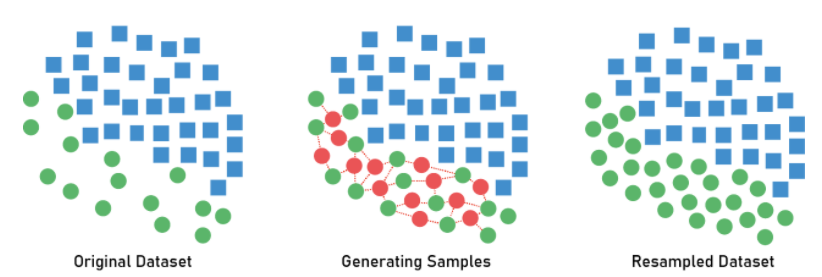 Original Dataset
Generating Samples
Resampled Dataset